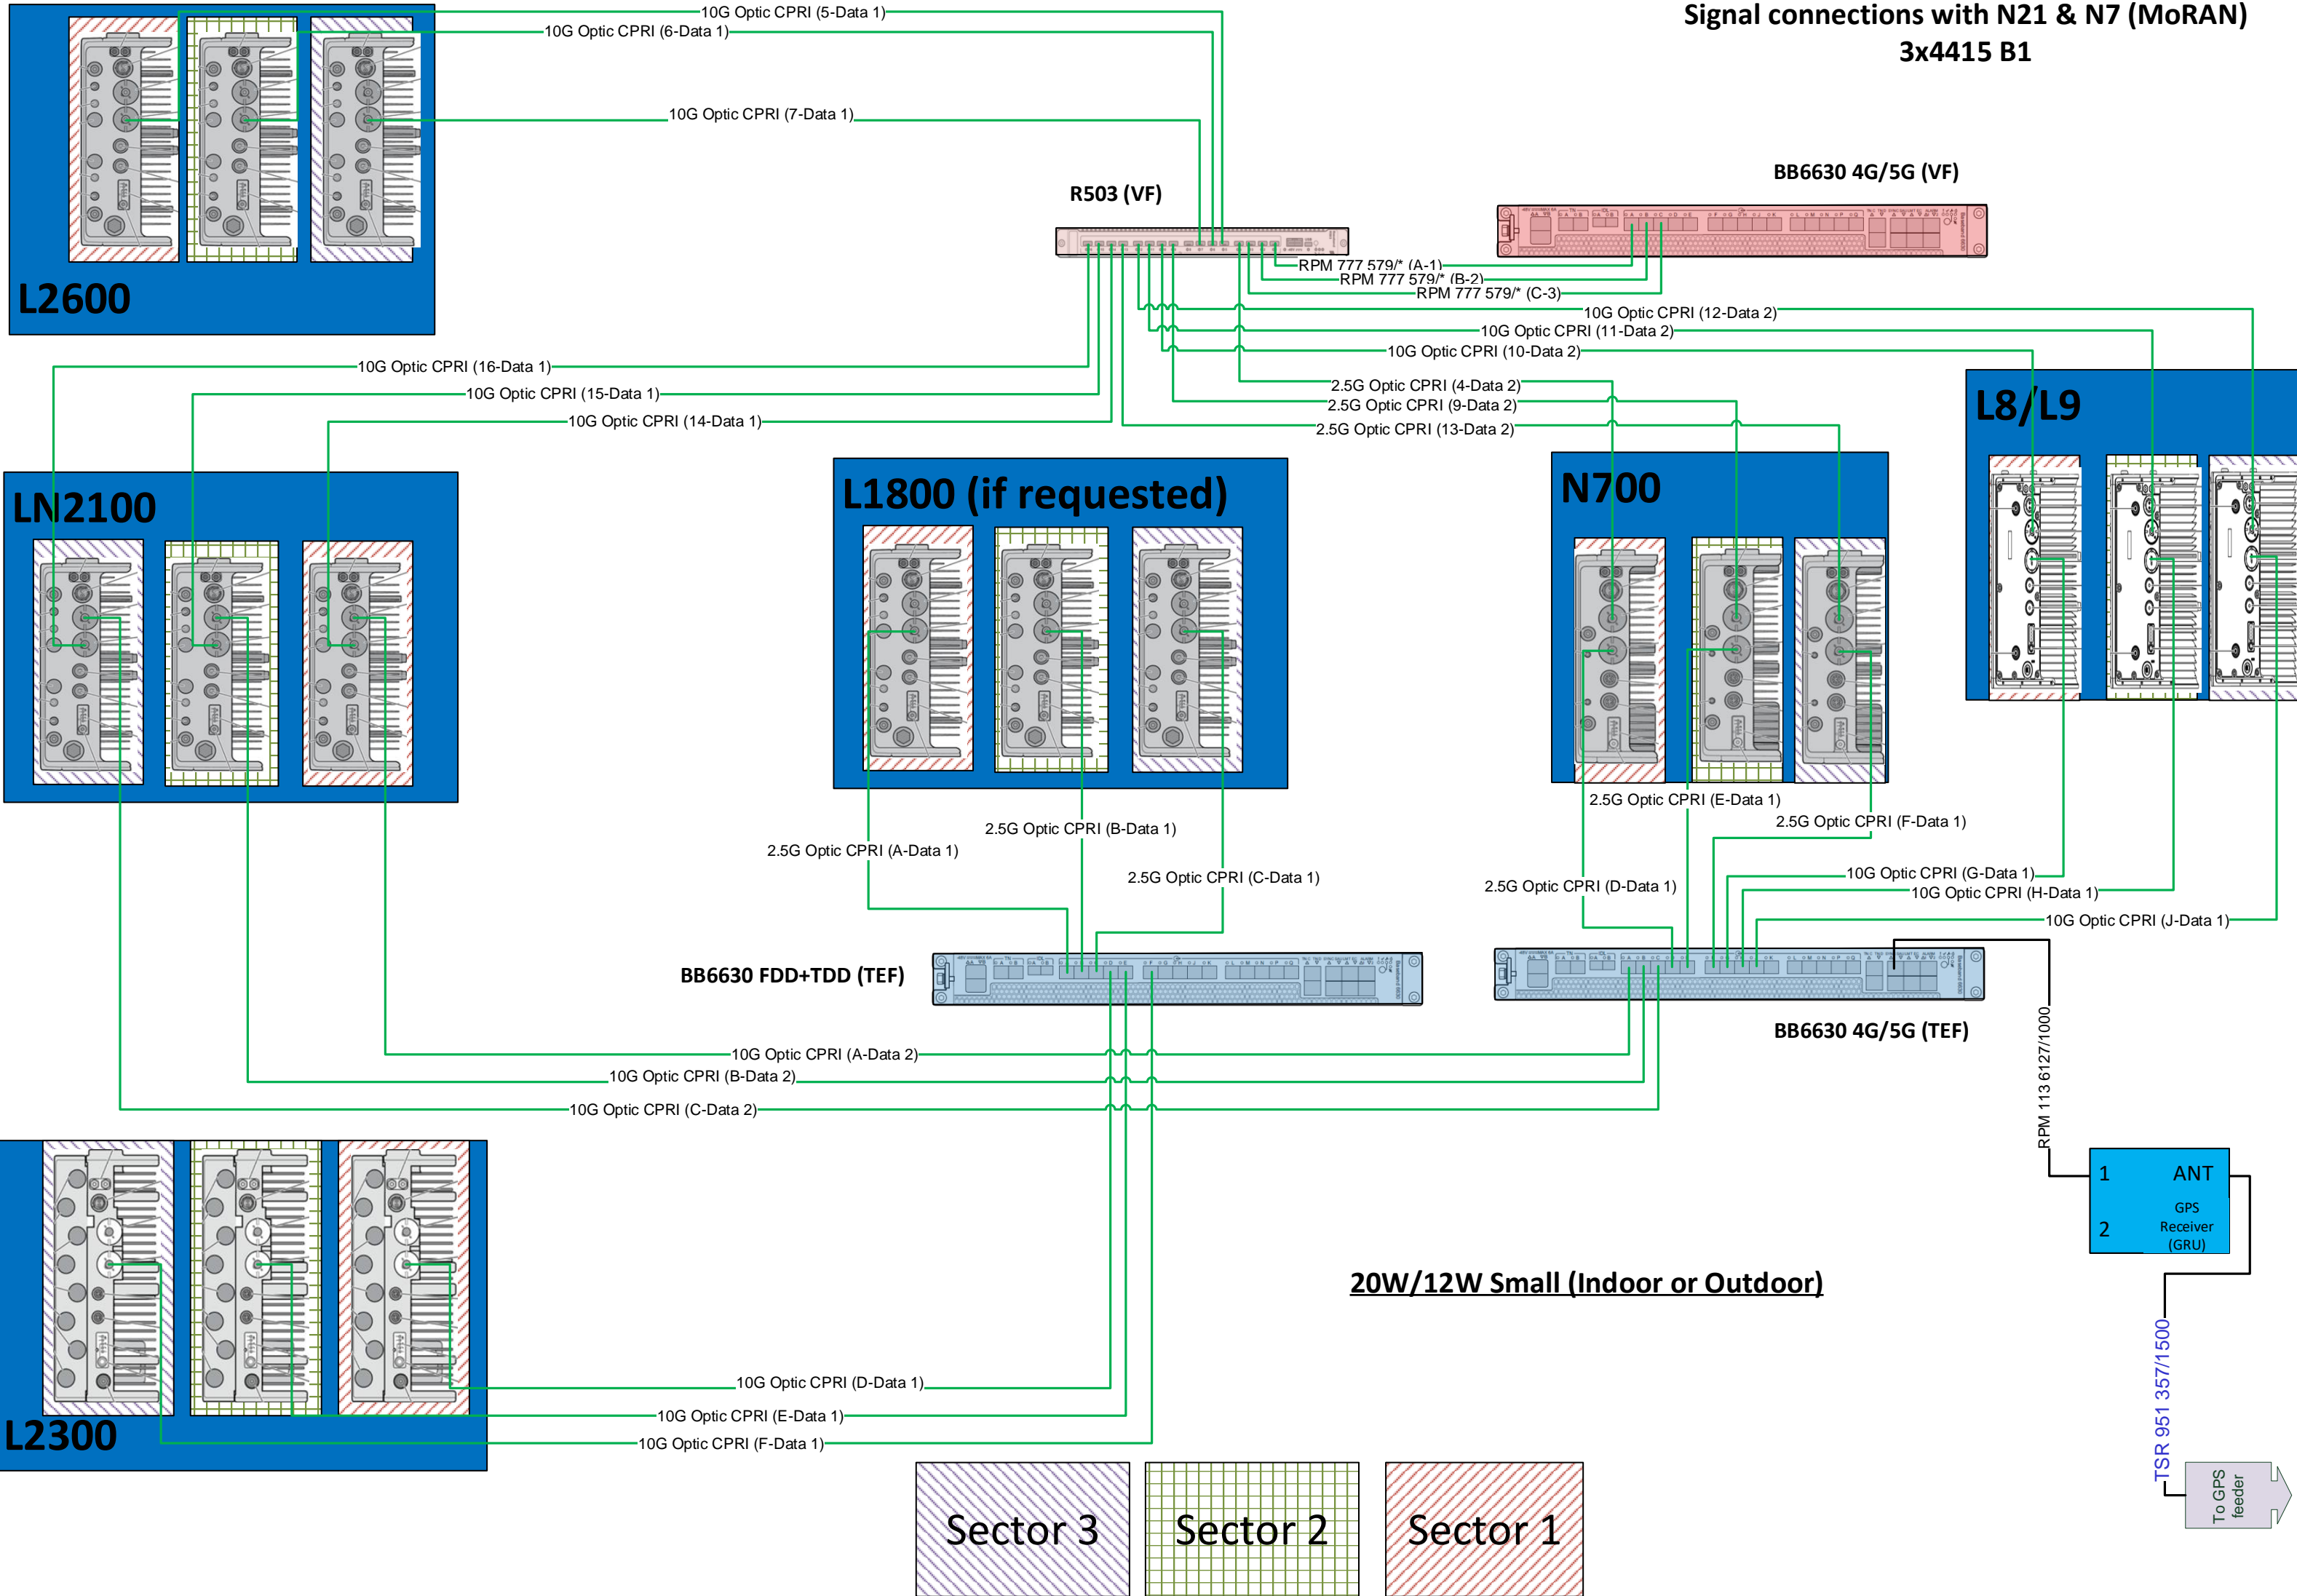 Signal connections with N21 & N7 (MoRAN)
3x4415 B1
10G Optic CPRI (5-Data 1)
10G Optic CPRI (6-Data 1)
10G Optic CPRI (7-Data 1)
L2600
R503 (VF)
BB6630 4G/5G (VF)
RPM 777 579/* (A-1)
RPM 777 579/* (B-2)
RPM 777 579/* (C-3)
10G Optic CPRI (12-Data 2)
10G Optic CPRI (11-Data 2)
10G Optic CPRI (10-Data 2)
10G Optic CPRI (16-Data 1)
10G Optic CPRI (15-Data 1)
10G Optic CPRI (14-Data 1)
2.5G Optic CPRI (4-Data 2)
2.5G Optic CPRI (9-Data 2)
2.5G Optic CPRI (13-Data 2)
L8/L9
LN2100
L1800 (if requested)
N700
2.5G Optic CPRI (A-Data 1)
2.5G Optic CPRI (B-Data 1)
2.5G Optic CPRI (C-Data 1)
2.5G Optic CPRI (E-Data 1)
2.5G Optic CPRI (F-Data 1)
2.5G Optic CPRI (D-Data 1)
10G Optic CPRI (G-Data 1)
10G Optic CPRI (H-Data 1)
10G Optic CPRI (J-Data 1)
BB6630 FDD+TDD (TEF)
BB6630 4G/5G (TEF)
10G Optic CPRI (A-Data 2)
10G Optic CPRI (B-Data 2)
10G Optic CPRI (C-Data 2)
RPM 113 6127/1000
1
ANT
2
GPS
Receiver
(GRU)
20W/12W Small (Indoor or Outdoor)
L2300
10G Optic CPRI (D-Data 1)
10G Optic CPRI (E-Data 1)
10G Optic CPRI (F-Data 1)
TSR 951 357/1500
To GPS
feeder
Sector 3
Sector 2
Sector 1